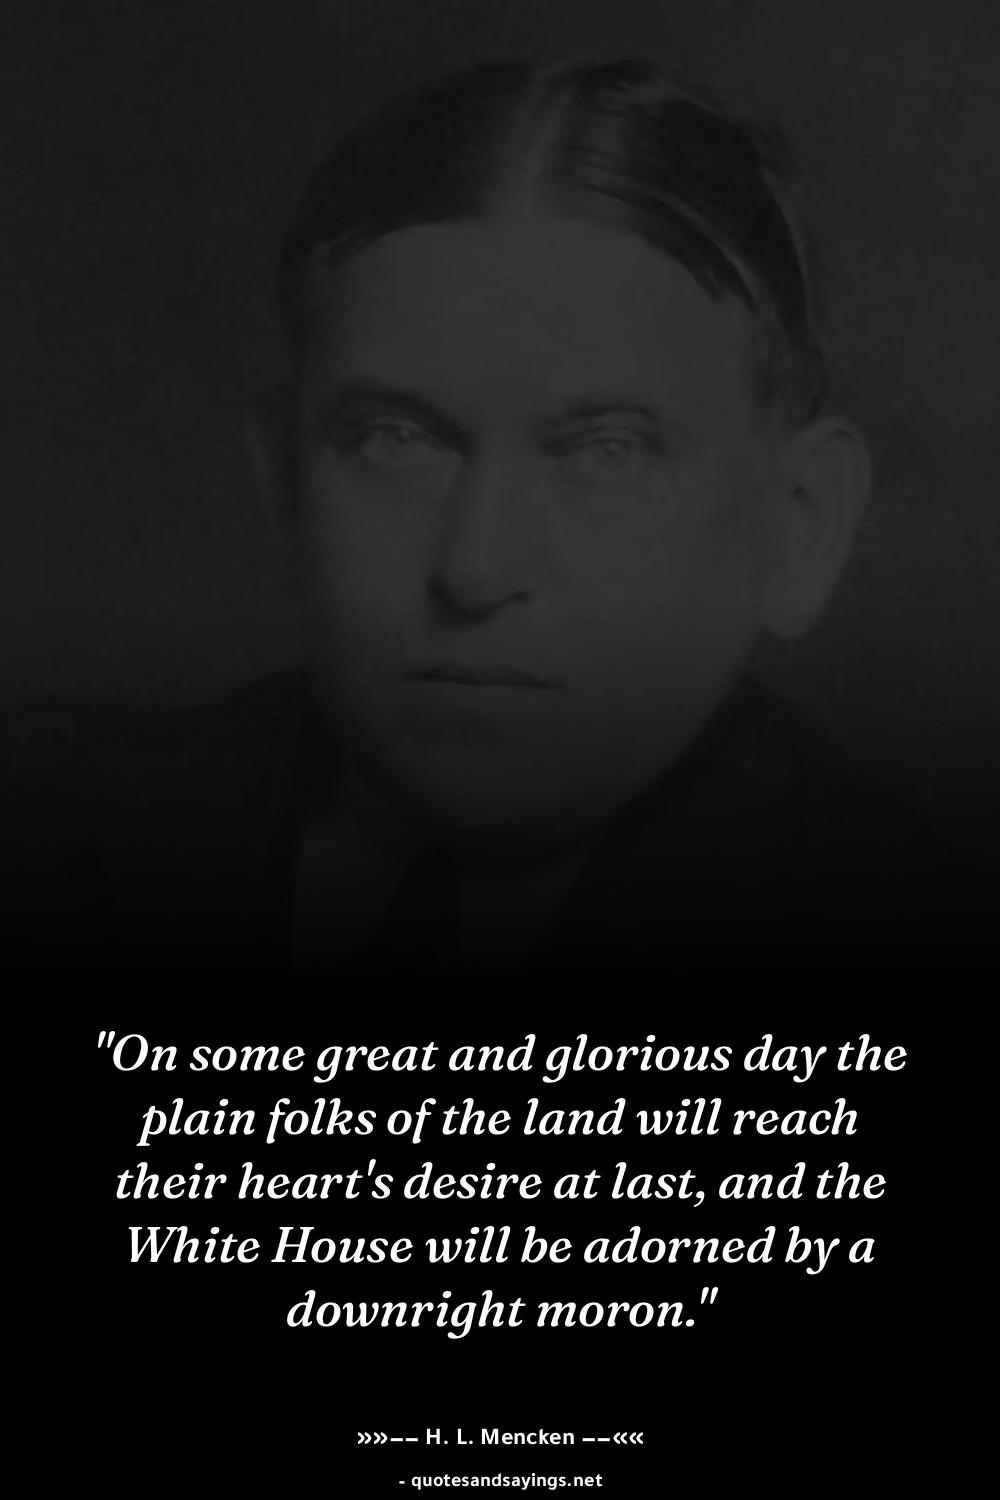 "On some great and glorious day the
plain folks of the land will reach
their heart's desire at last, and the
White House will be adorned by a
downright moron."
»»−− H. L. Mencken −−««
- quotesandsayings.net